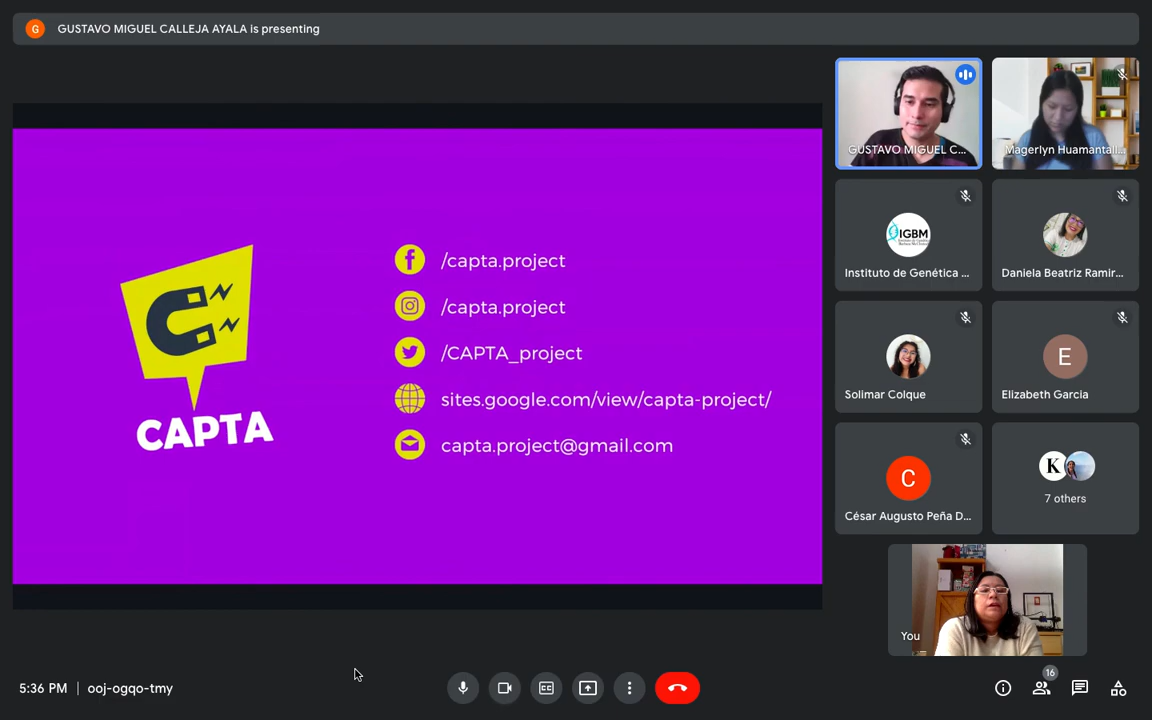 G
GUSTAVO MIGUEL CALLEJA AYALA is presenting
/capta.project
/capta.project
/CAPTA_project
sites.google.com/view/capta-project/
capta.project@gmail.com
CAPTA
GUSTAVO MIGUEL C...
Magerlyn Huamantall...
IGBM
Instituto de Genética ...
Daniela Beatriz Ramir...
Solimar Colque
E
Elizabeth Garcia
C
César Augusto Peña D...
K
7 others
You
5:36 PM | ooj-ogqo-tmy
CC
16